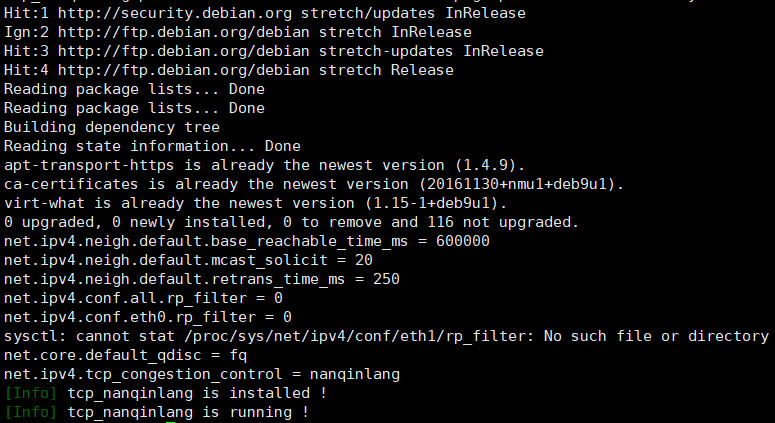 Hit:1 http://security.debian.org stretch/updates InRelease
Ign:2 http://ftp.debian.org/debian stretch InRelease
Hit:3 http://ftp.debian.org/debian stretch-updates InRelease
Hit:4 http://ftp.debian.org/debian stretch Release
Reading package lists... Done
Reading package lists... Done
Building dependency tree
Reading state information... Done
apt-transport-https is already the newest version (1.4.9).
ca-certificates is already the newest version (20161130+nmu1+deb9u1).
virt-what is already the newest version (1.15-1+deb9u1).
0 upgraded, 0 newly installed, 0 to remove and 116 not upgraded.
net.ipv4.neigh.default.base_reachable_time_ms = 600000
net.ipv4.neigh.default.mcast_solicit = 20
net.ipv4.neigh.default.retrans_time_ms = 250
net.ipv4.conf.all.rp_filter = 0
net.ipv4.conf.eth0.rp_filter = 0
sysctl: cannot stat /proc/sys/net/ipv4/conf/eth1/rp_filter: No such file or directory
net.core.default_qdisc = fq
net.ipv4.tcp_congestion_control = nanqinlang
[Info] tcp_nanqinlang is installed !
[Info] tcp_nanqinlang is running !